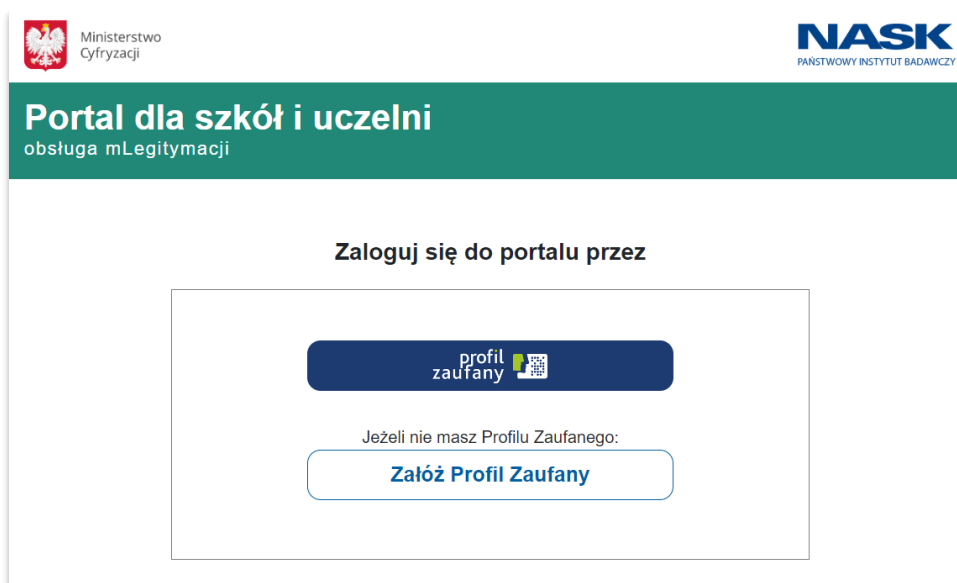 Ministerstwo
Cyfryzacji
NASK
PAŃSTWOWY INSTYTUT BADAWCZY
Portal dla szkół i uczelni
obsługa mLegitymacji
Zaloguj się do portalu przez
profil
zaufany
Jeżeli nie masz Profilu Zaufanego:
Załóż Profil Zaufany